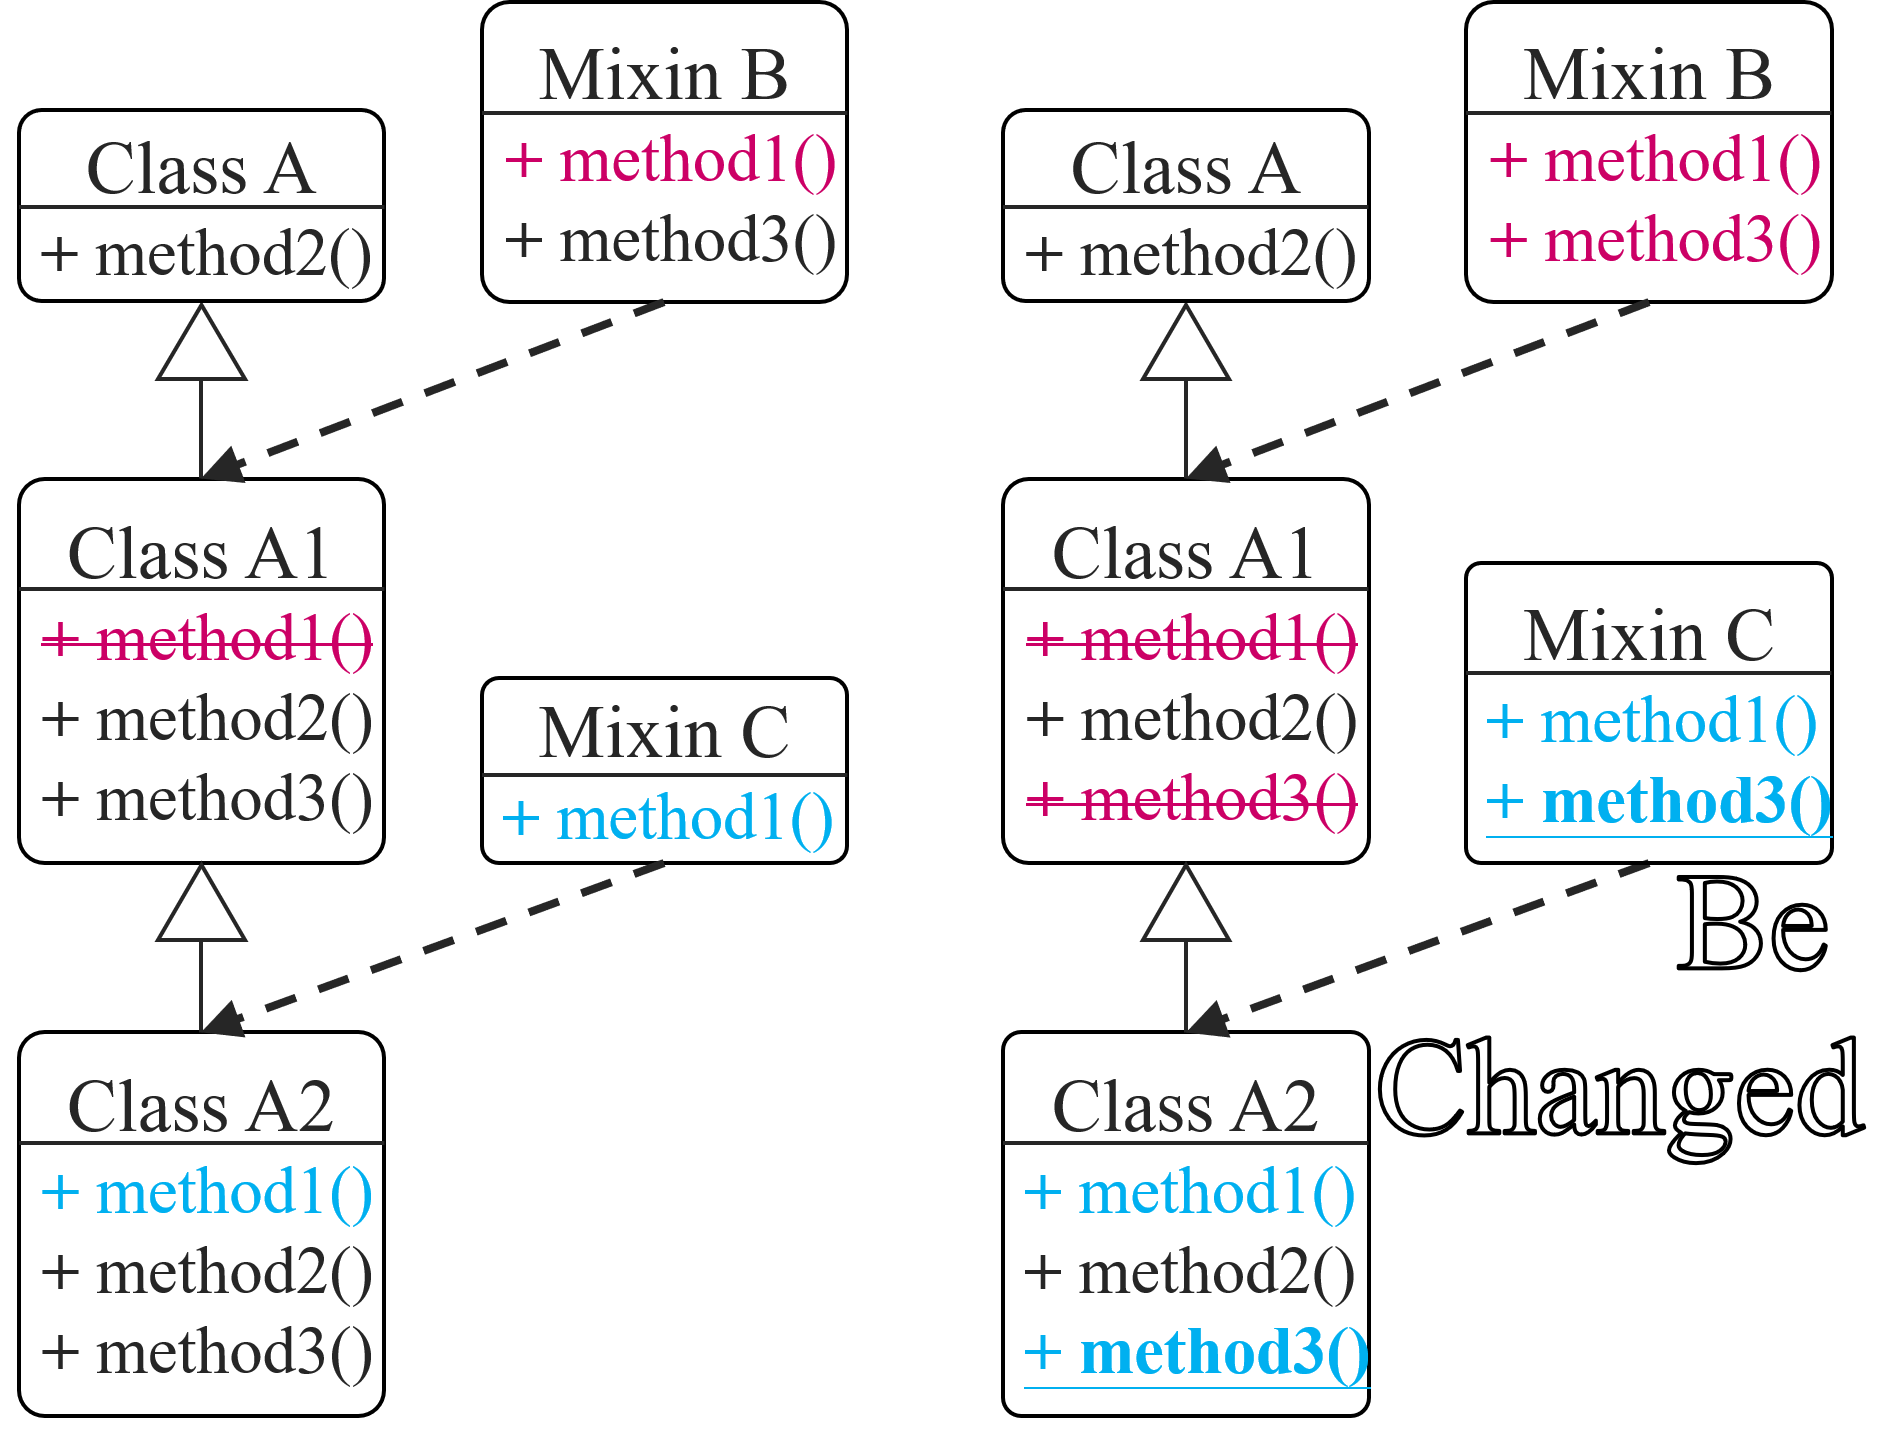 Mixin B
+ method1()
+ method3()
Class A
+ method2()
Class A1
+ method1()
+ method2()
+ method3()
Mixin C
+ method1()
Class A2
+ method1()
+ method2()
+ method3()
Mixin B
+ method1()
+ method3()
Class A
+ method2()
Class A1
+ method1()
+ method2()
+ method3()
Mixin C
+ method1()
+ method3()
Be
Changed
Class A2
+ method1()
+ method2()
+ method3()